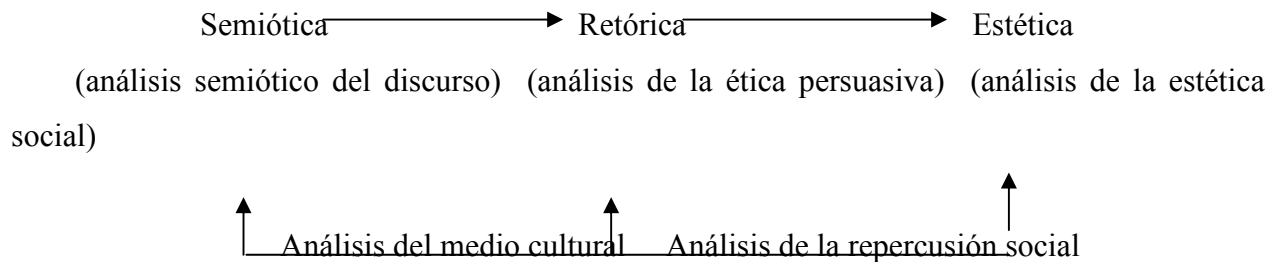 Semiótica Retórica Estética
(análisis semiótico del discurso) (análisis de la ética persuasiva) (análisis de la estética
social)
Análisis del medio cultural Análisis de la repercusión social